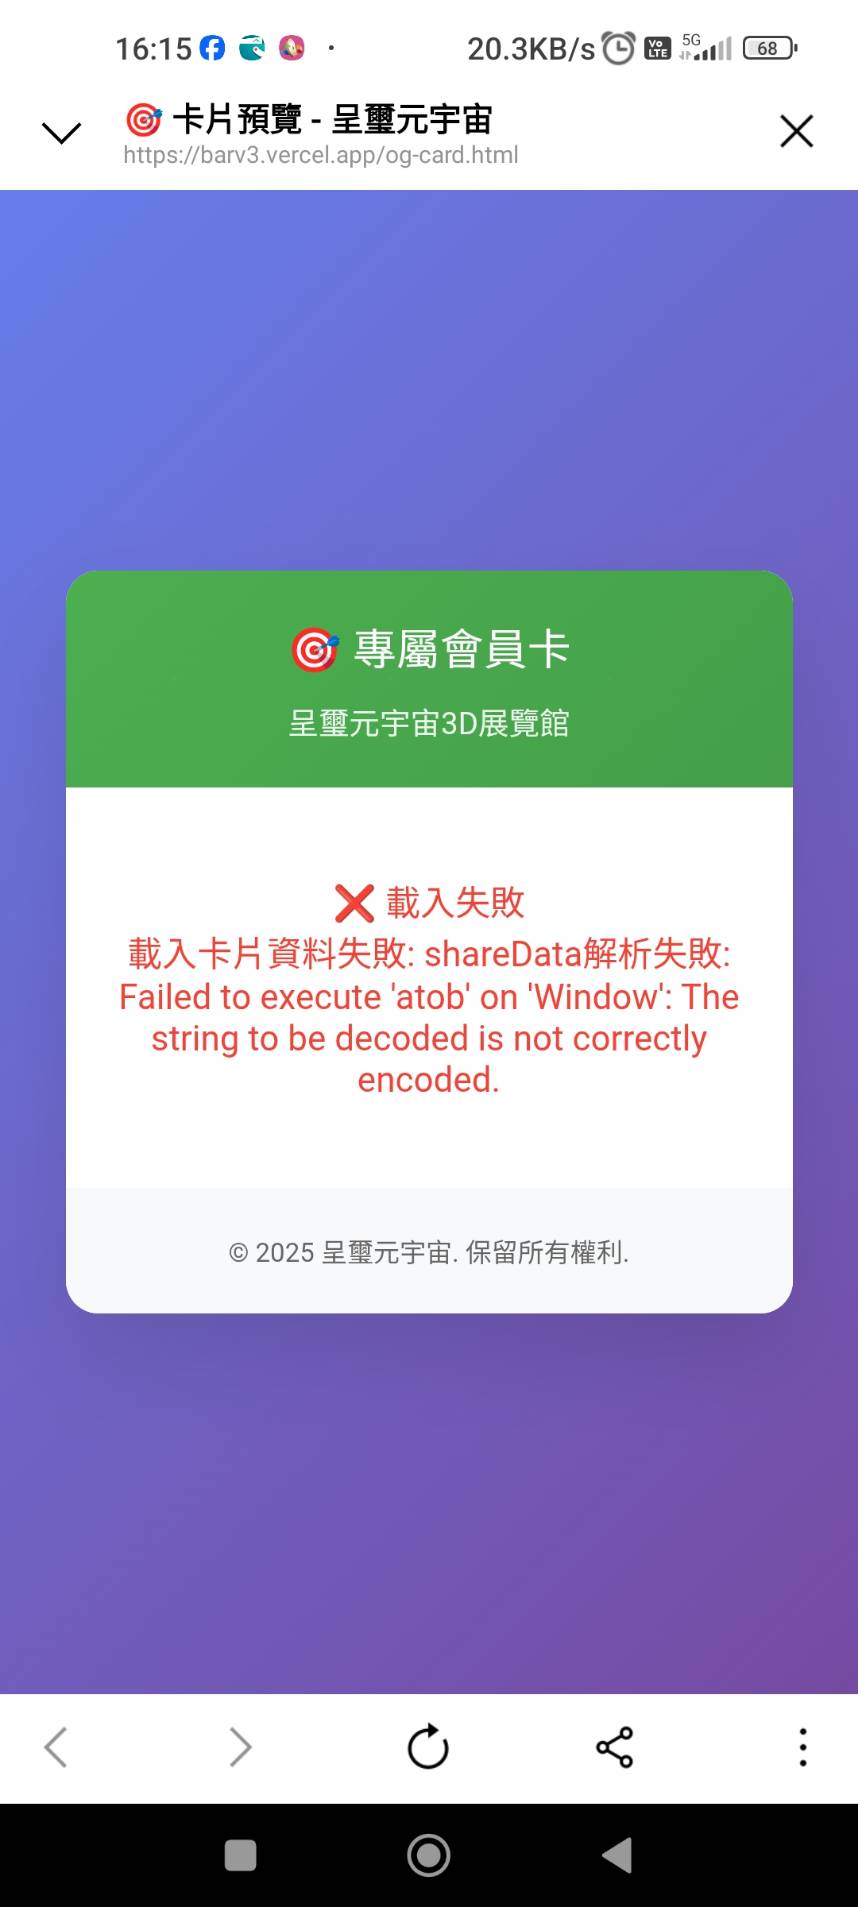 16:15
20.3KB/s
Vo LTE
5G
68
卡片預覽 - 呈璽元宇宙
https://barv3.vercel.app/og-card.html
專屬會員卡
呈璽元宇宙3D展覽館
載入失敗
載入卡片資料失敗: shareData解析失敗:
Failed to execute 'atob' on 'Window': The
string to be decoded is not correctly
encoded.
© 2025 呈璽元宇宙. 保留所有權利.